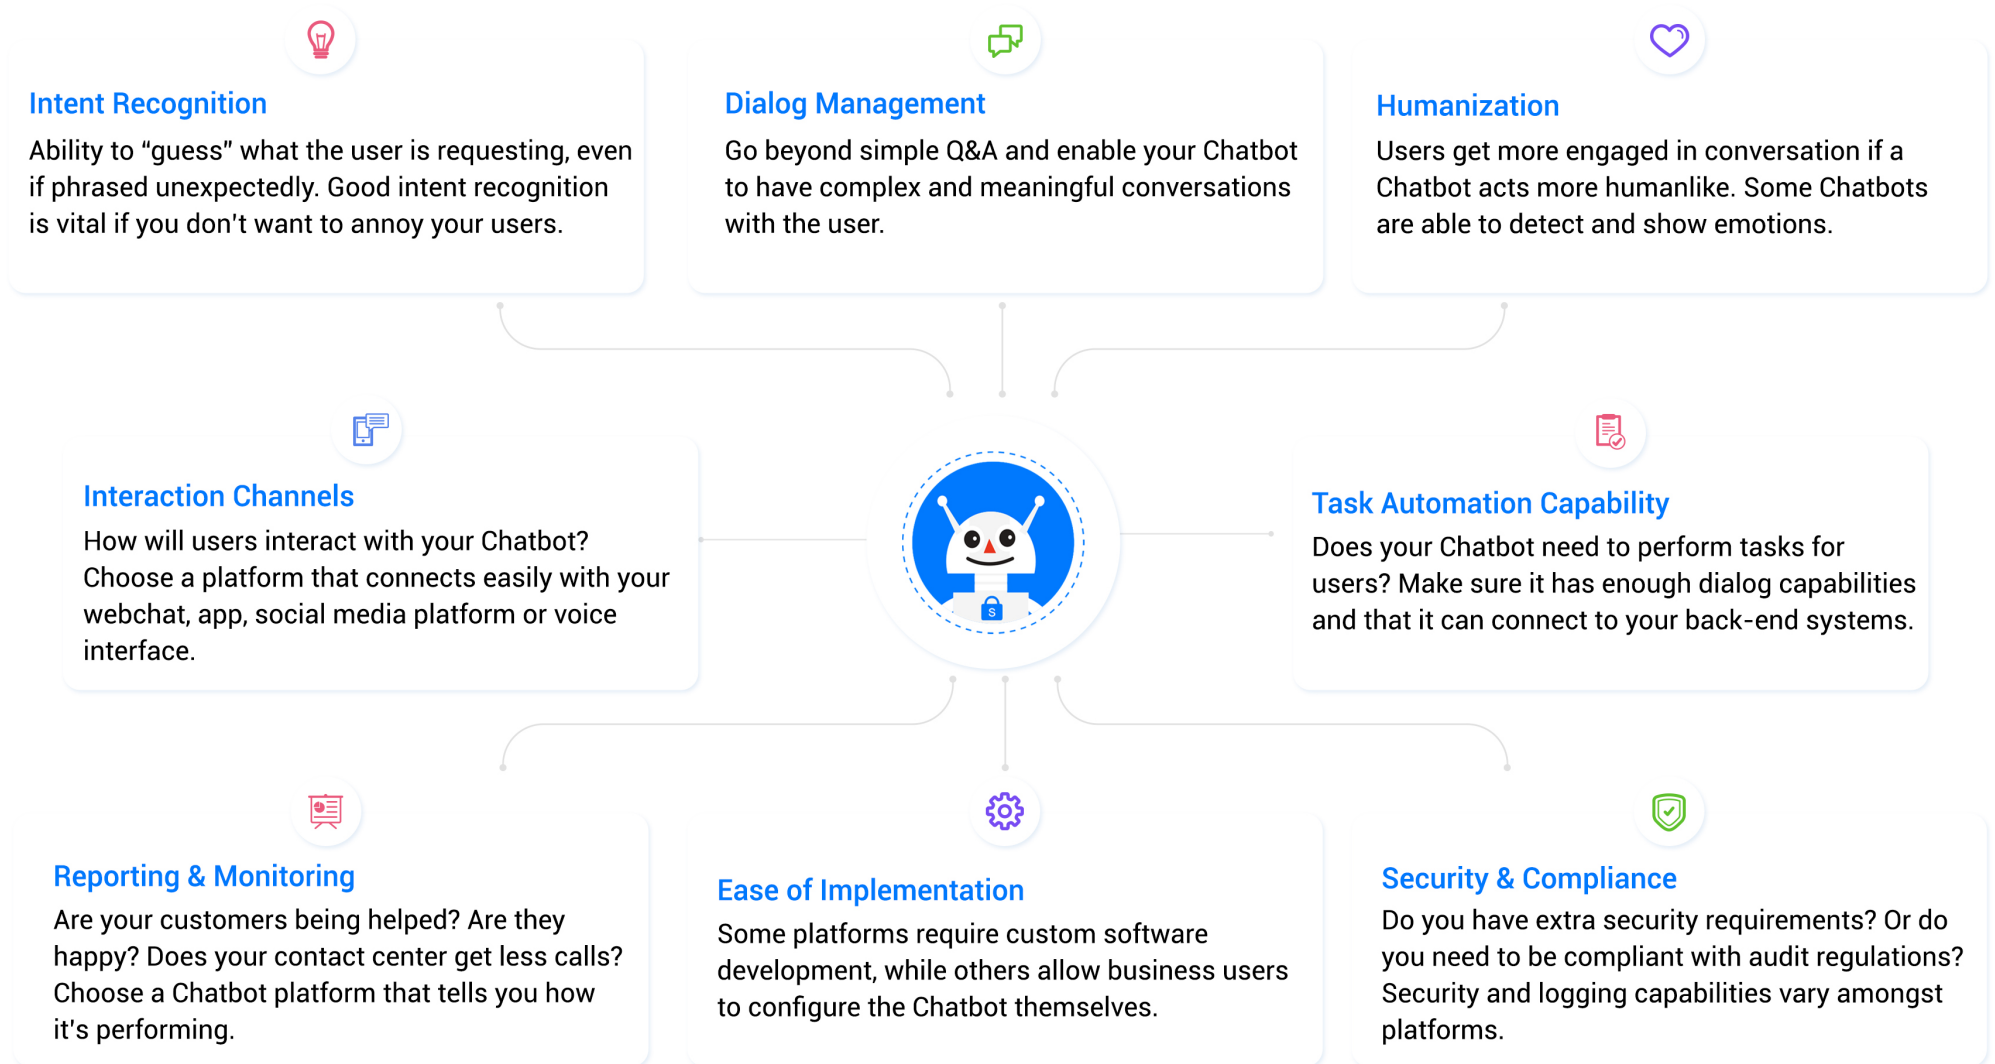 Intent Recognition
Ability to “guess” what the user is requesting, even
if phrased unexpectedly. Good intent recognition
is vital if you don't want to annoy your users.
Dialog Management
Go beyond simple Q&A and enable your Chatbot
to have complex and meaningful conversations
with the user.
Humanization
Users get more engaged in conversation if a
Chatbot acts more humanlike. Some Chatbots
are able to detect and show emotions.
Interaction Channels
How will users interact with your Chatbot?
Choose a platform that connects easily with your
webchat, app, social media platform or voice
interface.
S
Task Automation Capability
Does your Chatbot need to perform tasks for
users? Make sure it has enough dialog capabilities
and that it can connect to your back-end systems.
Reporting & Monitoring
Are your customers being helped? Are they
happy? Does your contact center get less calls?
Choose a Chatbot platform that tells you how
it's performing.
Ease of Implementation
Some platforms require custom software
development, while others allow business users
to configure the Chatbot themselves.
Security & Compliance
Do you have extra security requirements? Or do
you need to be compliant with audit regulations?
Security and logging capabilities vary amongst
platforms.